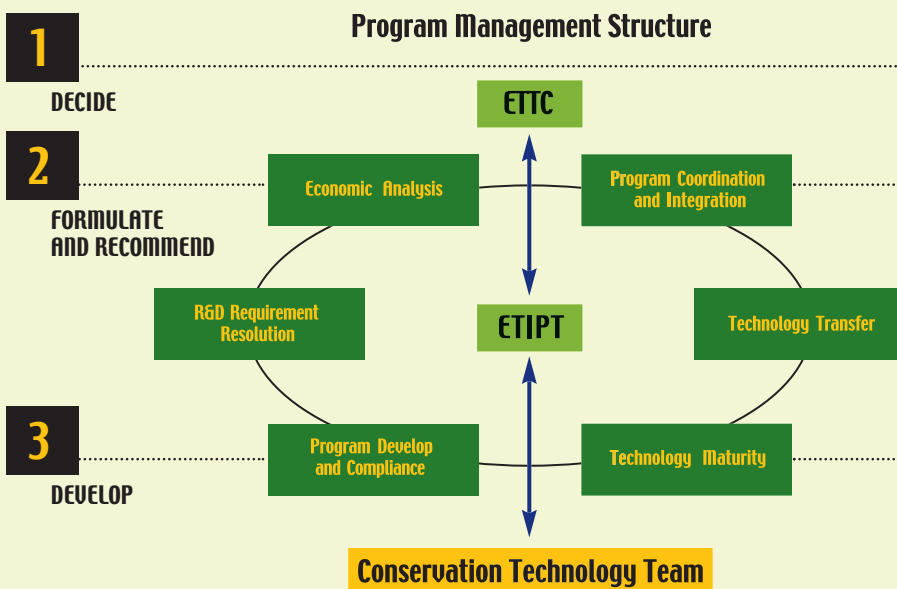 Program Management Structure
1
DECIDE
ETTC
2
FORMULATE
AND RECOMMEND
Economic Analysis
Program Coordination
and Integration
R&D Requirement
Resolution
ETIPT
Technology Transfer
3
DEVELOP
Program Develop
and Compliance
Technology Maturity
Conservation Technology Team